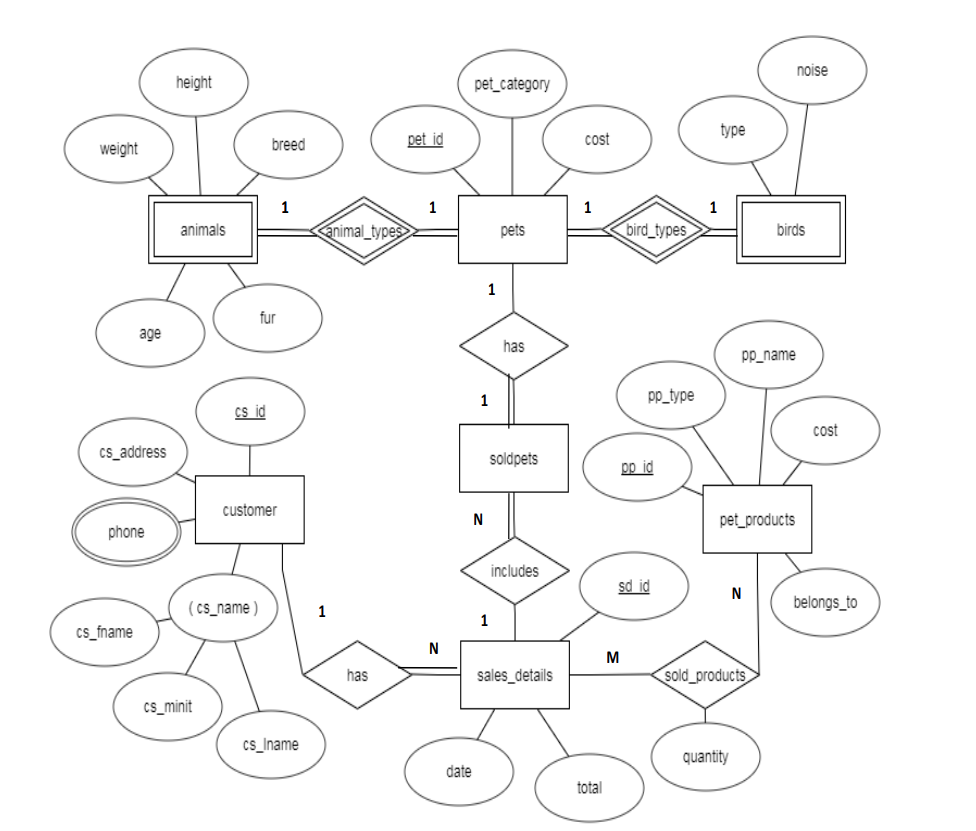 noise
height
pet_category
type
pet_id
cost
breed
weight
1
1
1
1
animals
animal_types
pets
bird_types
birds
1
age
fur
has
pp_name
pp_type
1
cs_id
cost
cs_address
soldpets
pp_id
customer
N
pet_products
phone
includes
sd_id
N
belongs_to
( cs_name )
1
1
cs_fname
N
M
has
sales_details
sold_products
cs_minit
cs_lname
quantity
date
total